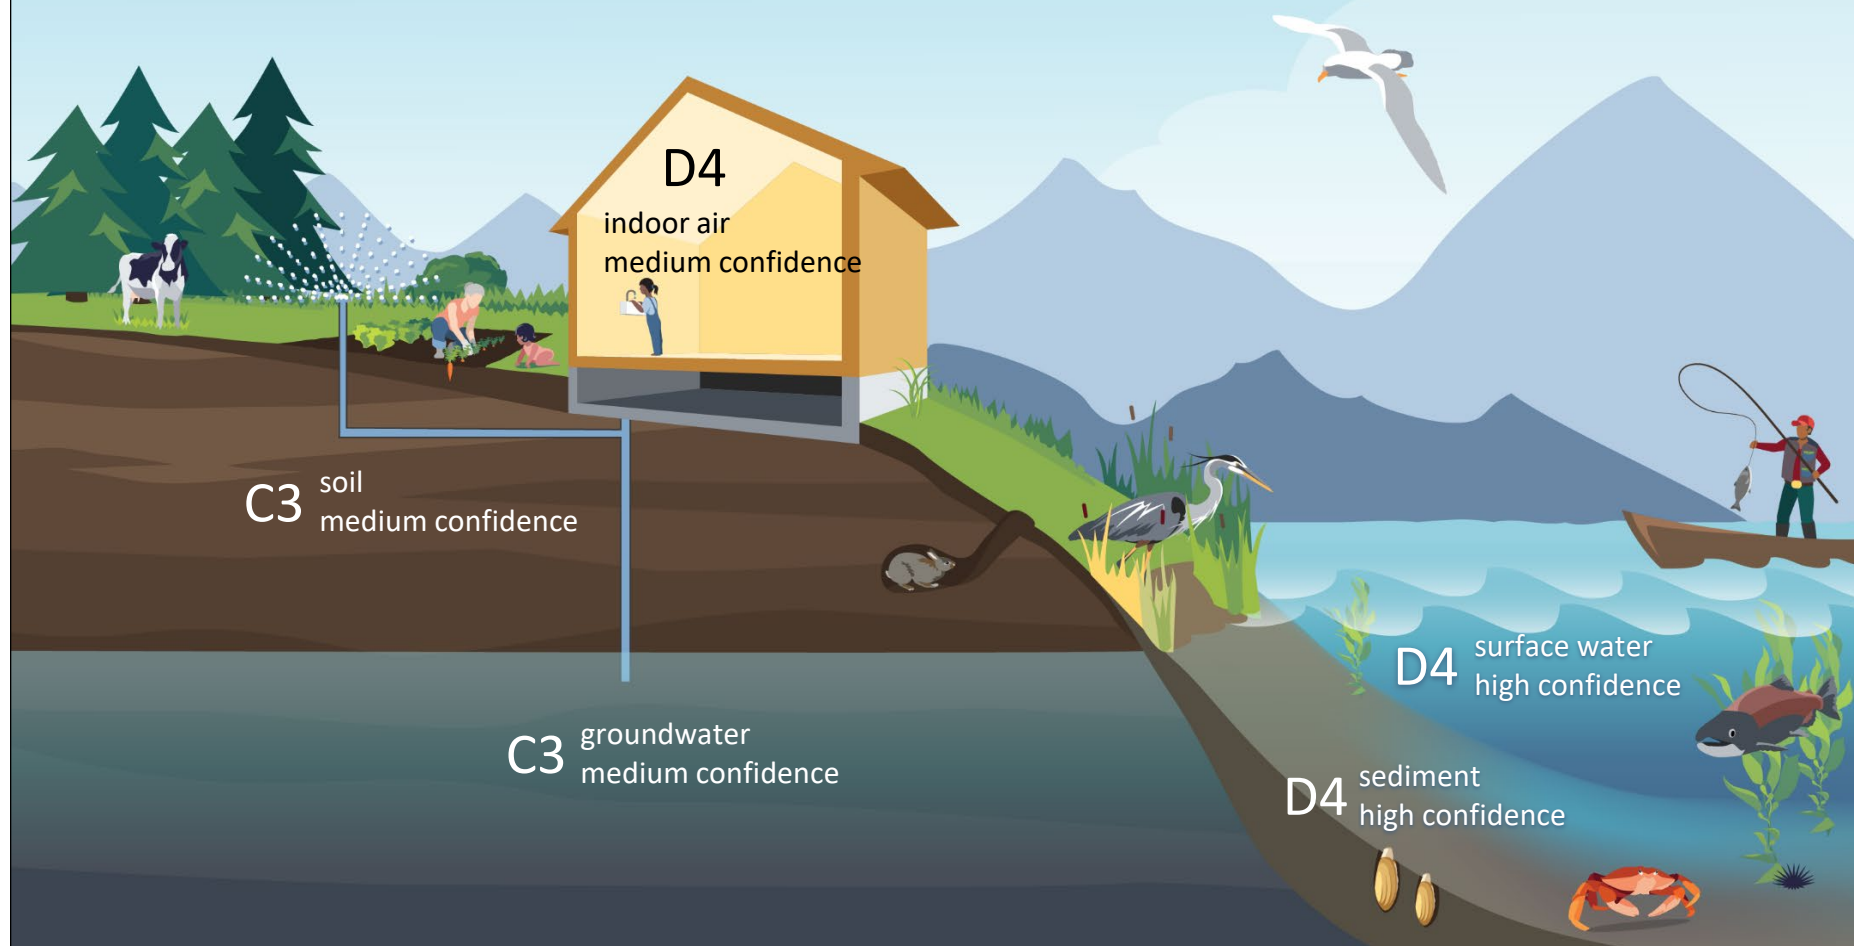 D4
indoor air
medium confidence
C3
soil
medium confidence
D4
surface water
high confidence
C3
groundwater
medium confidence
D4
sediment
high confidence